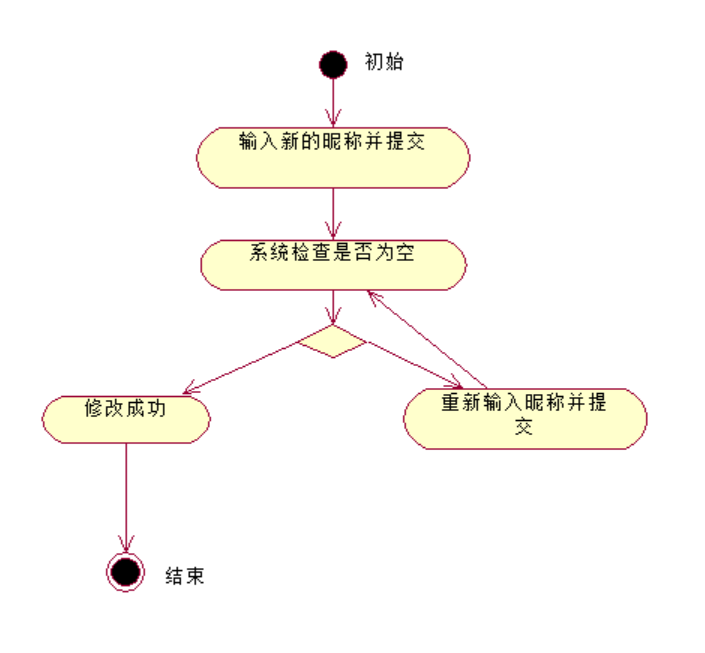 初始
输入新的昵称并提交
系统检查是否为空
修改成功
重新输入昵称并提
交
结束